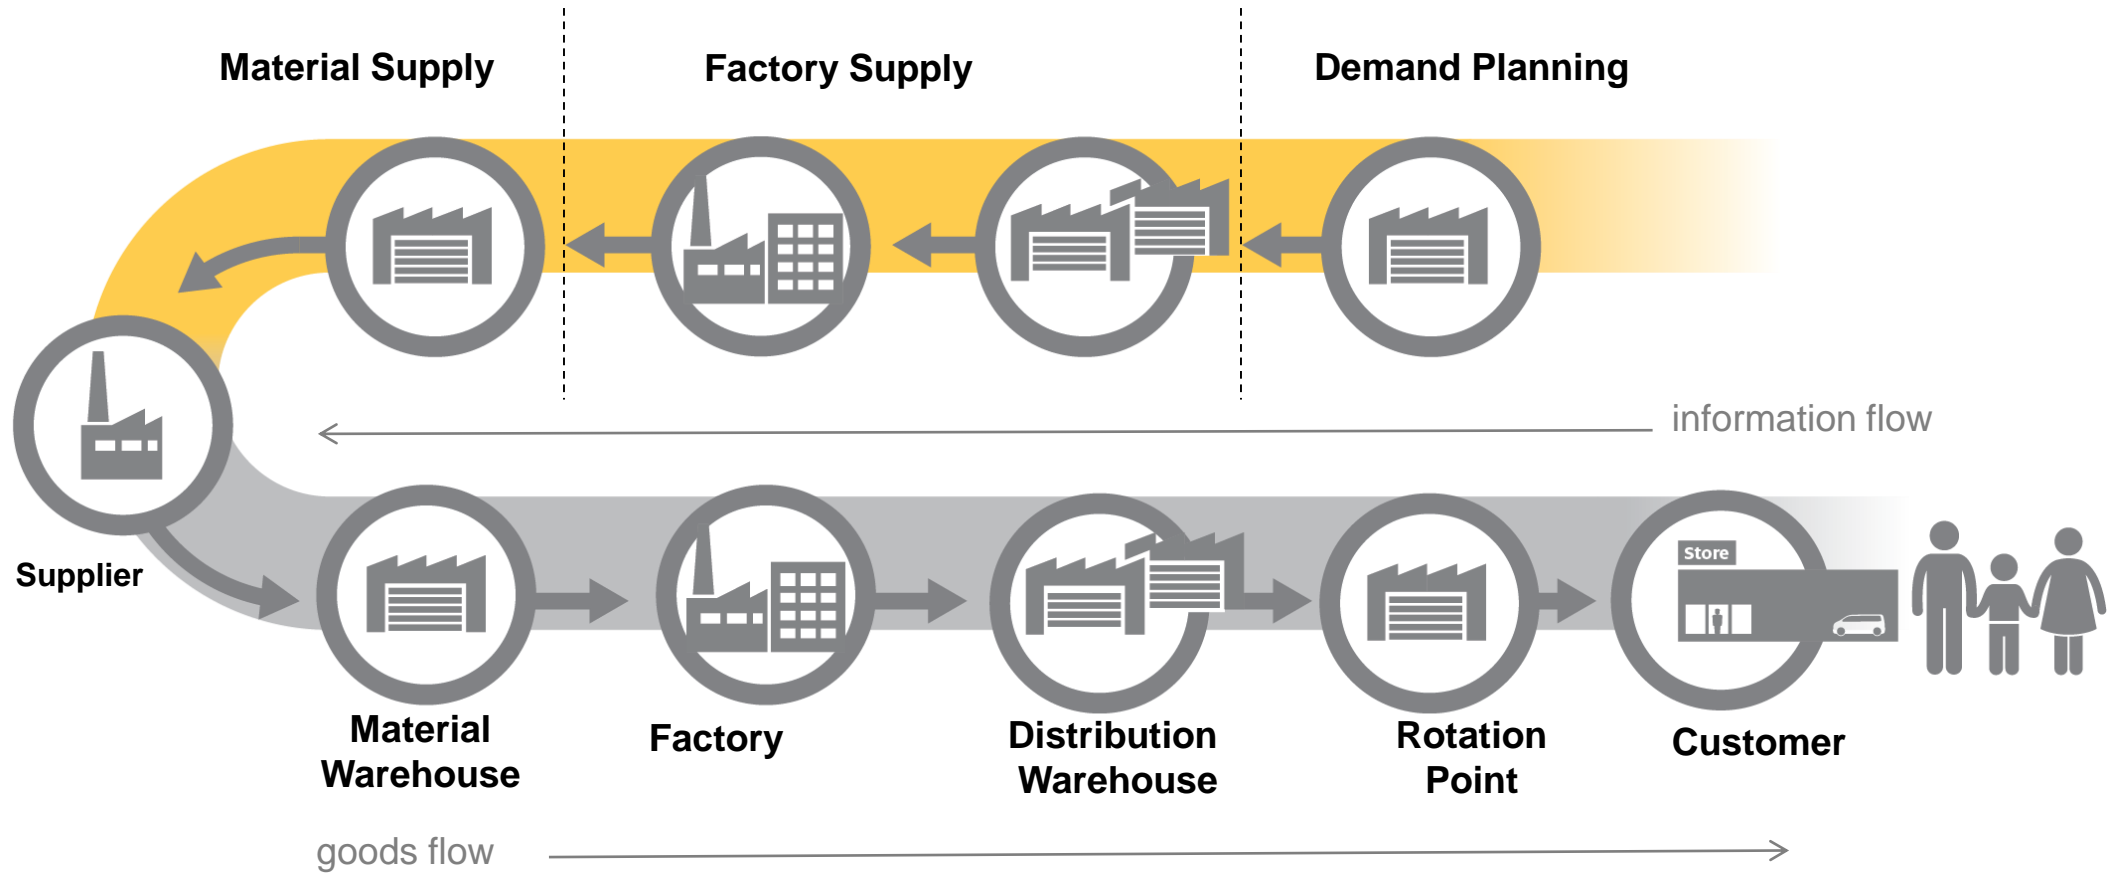 Material Supply
Factory Supply
Demand Planning
information flow
Supplier
Store
Material
Warehouse
Factory
Distribution
Warehouse
Rotation
Point
Customer
goods flow